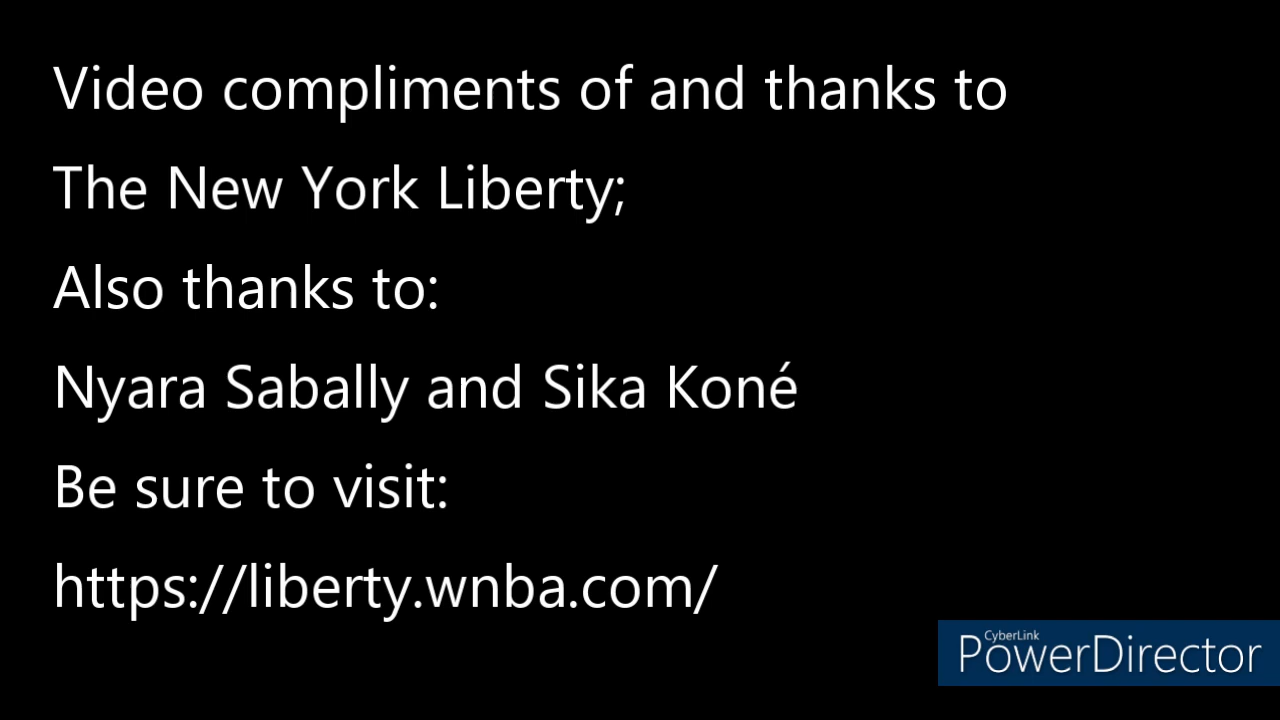 Video compliments of and thanks to
The New York Liberty;
Also thanks to:
Nyara Sabally and Sika Koné
Be sure to visit:
https://liberty.wnba.com/
CyberLink
PowerDirector